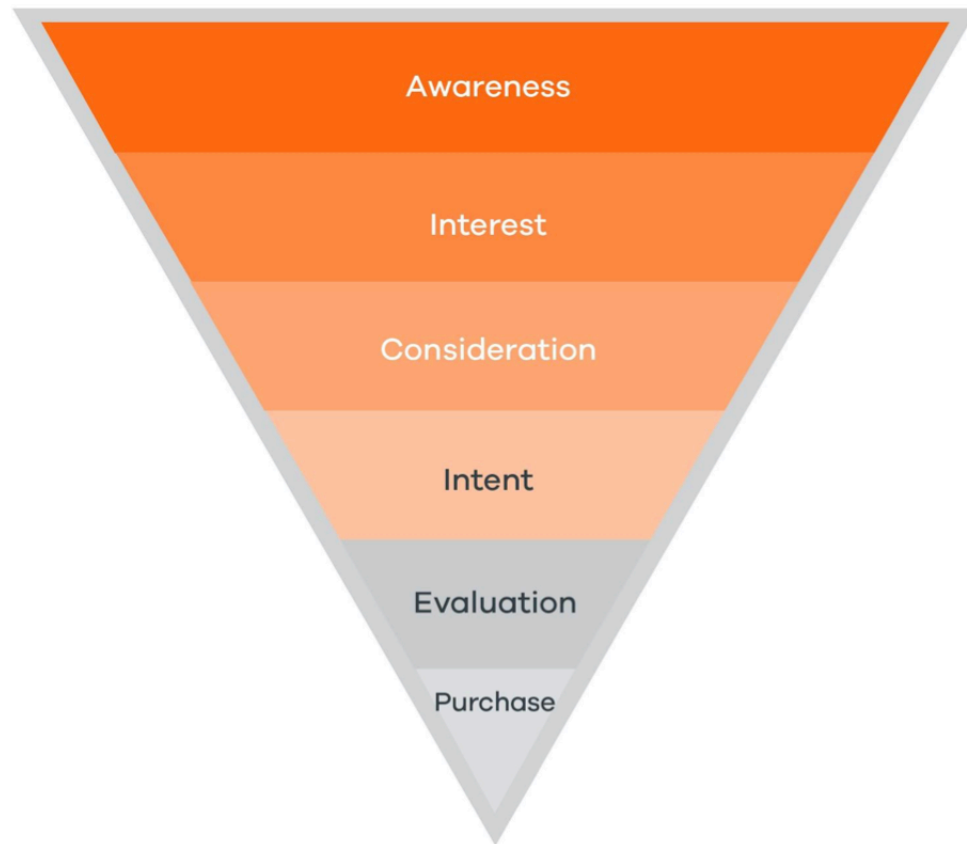 Awareness
Interest
Consideration
Intent
Evaluation
Purchase